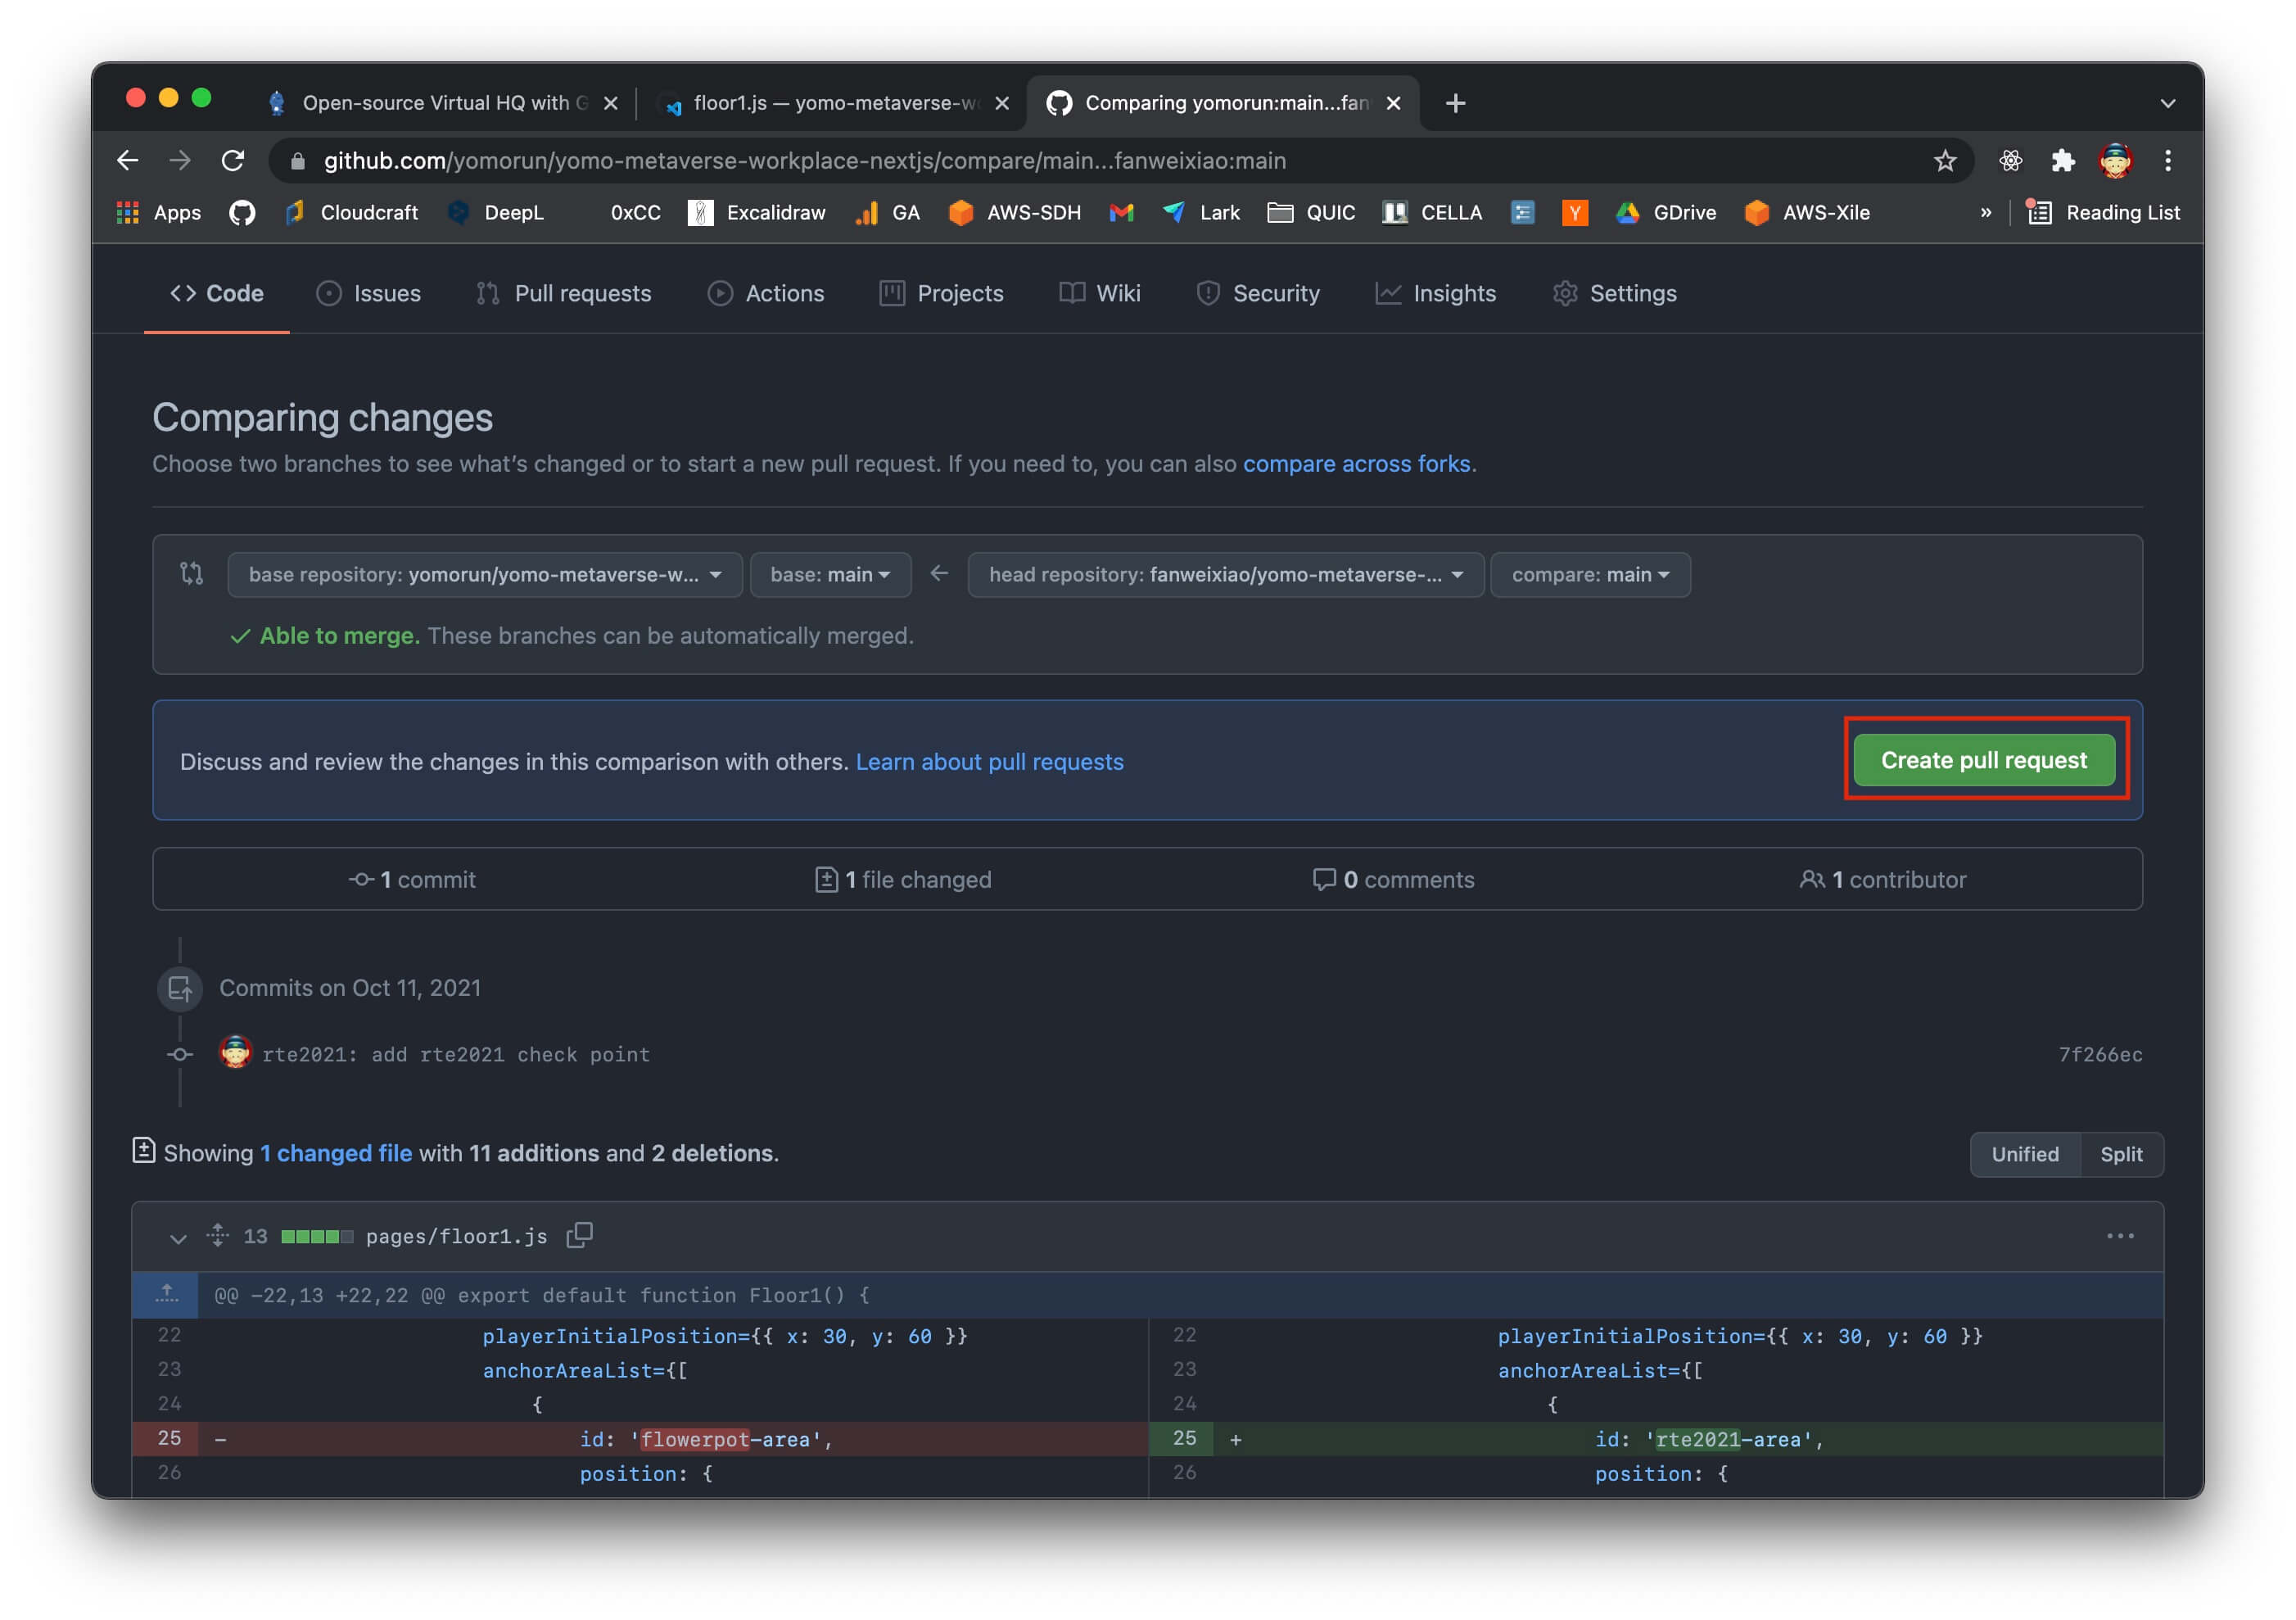 Open-source Virtual HQ with G
floor1.js — yomo-metaverse-wo
Comparing yomorun:main...fan
github.com/yomorun/yomo-metaverse-workplace-nextjs/compare/main...fanweixiao:main
Apps Cloudcraft DeepL 0xCC Excalidraw GA AWS-SDH Lark QUIC CELLA Y GDrive AWS-Xile » Reading List
Code Issues Pull requests Actions Projects Wiki Security Insights Settings
Comparing changes
Choose two branches to see what's changed or to start a new pull request. If you need to, you can also compare across forks.
base repository: yomorun/yomo-metaverse-w... base: main ← head repository: fanweixiao/yomo-metaverse-... compare: main
Able to merge. These branches can be automatically merged.
Discuss and review the changes in this comparison with others. Learn about pull requests
Create pull request
1 commit 1 file changed 0 comments 1 contributor
Commits on Oct 11, 2021
rte2021: add rte2021 check point 7f266ec
Showing 1 changed file with 11 additions and 2 deletions.
Unified Split
13 pages/floor1.js
@@ -22,13 +22,22 @@ export default function Floor1() {
22 playerInitialPosition={{ x: 30, y: 60 }} 22 playerInitialPosition={{ x: 30, y: 60 }}
23 anchorAreaList={[ 23 anchorAreaList={[
24 { 24 {
25 - id: 'flowerpot-area', 25 + id: 'rte2021-area',
26 position: { 26 position: {